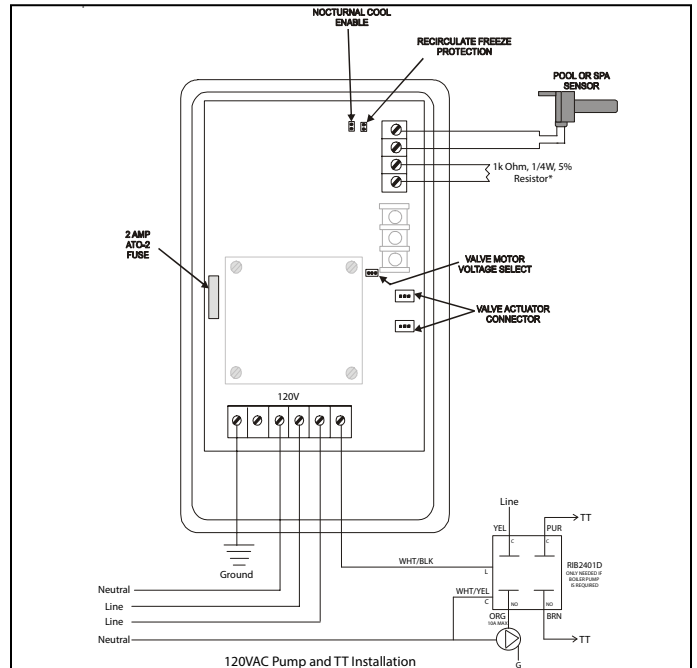 NOCTURNAL COOL
ENABLE
RECIRCULATE FREEZE
PROTECTION
POOL OR SPA
SENSOR
1k Ohm, 1/4W, 5%
Resistor*
2 AMP
ATO-2
FUSE
VALVE MOTOR
VOLTAGE SELECT
VALVE ACTUATOR
CONNECTOR
120V
Line
YEL
PUR
TT
C
C
Ground
WHT/BLK
L
RIB2401D
ONLY NEEDED IF
BOILER PUMP
IS REQUIRED
Neutral
WHT/YEL
C
Line
NO
NO
ORG
10A MAX
BRN
Line
Neutral
TT
G
120VAC Pump and TT Installation